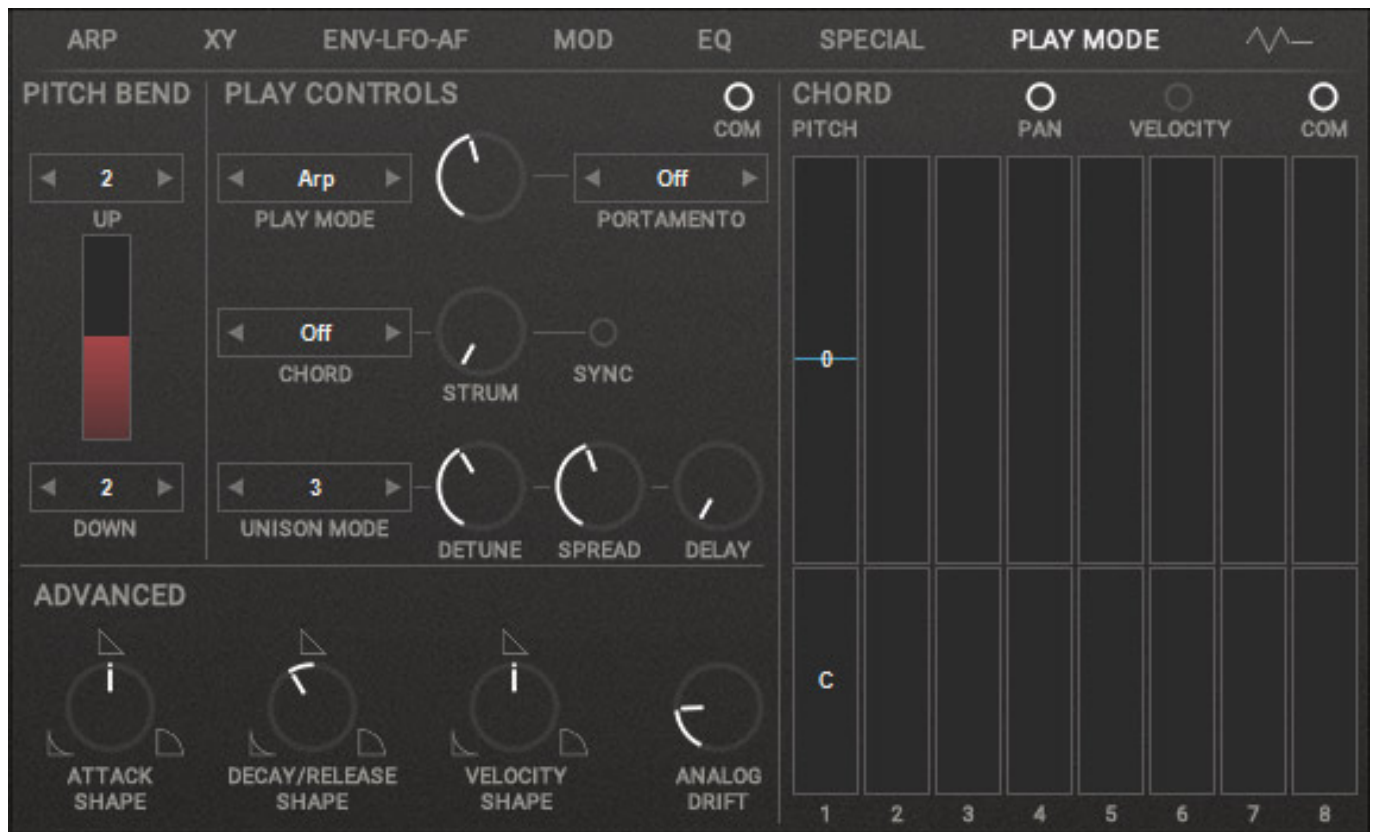 ARP XY ENV-LFO-AF MOD EQ SPECIAL PLAY MODE
PITCH BEND PLAY CONTROLS CHORD
COM PITCH PAN VELOCITY COM
2 Arp Off
UP PLAY MODE PORTAMENTO
Off
CHORD SYNC
STRUM
0
2 3
DOWN UNISON MODE
DETUNE SPREAD DELAY
ADVANCED
C
ATTACK DECAY/RELEASE VELOCITY ANALOG
SHAPE SHAPE SHAPE DRIFT
1 2 3 4 5 6 7 8